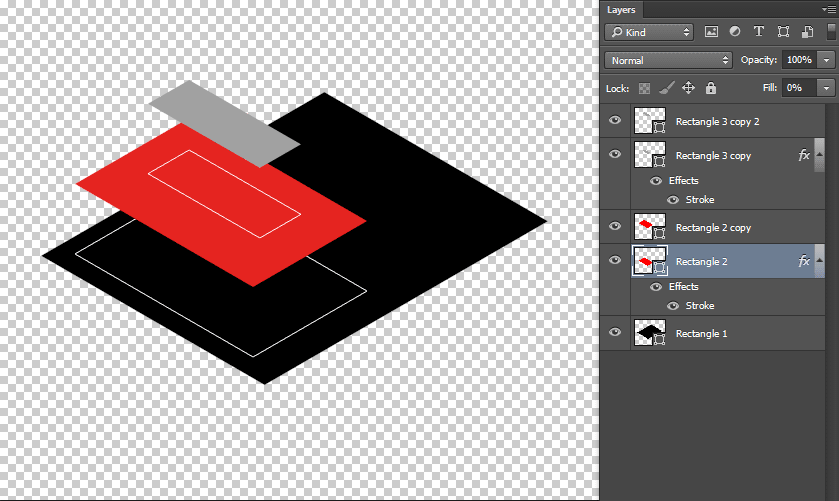 Layers
Kind
Normal Opacity: 100%
Lock: Fill: 0%
Rectangle 3 copy 2
Rectangle 3 copy fx
Effects
Stroke
Rectangle 2 copy
Rectangle 2 fx
Effects
Stroke
Rectangle 1